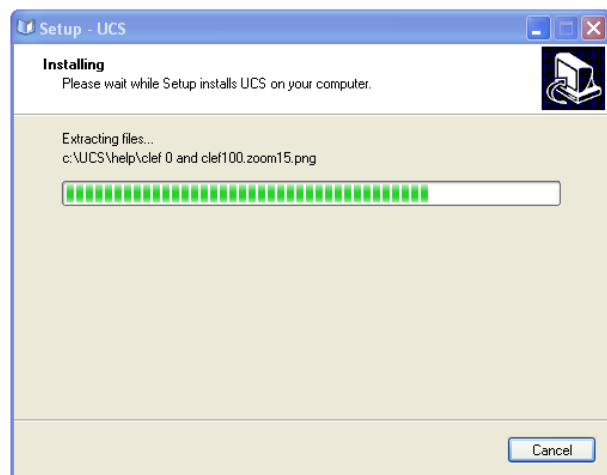 Setup - UCS
Installing
Please wait while Setup installs UCS on your computer.
Extracting files...
c:\UCS\help\clef 0 and clef100.zoom15.png
Cancel